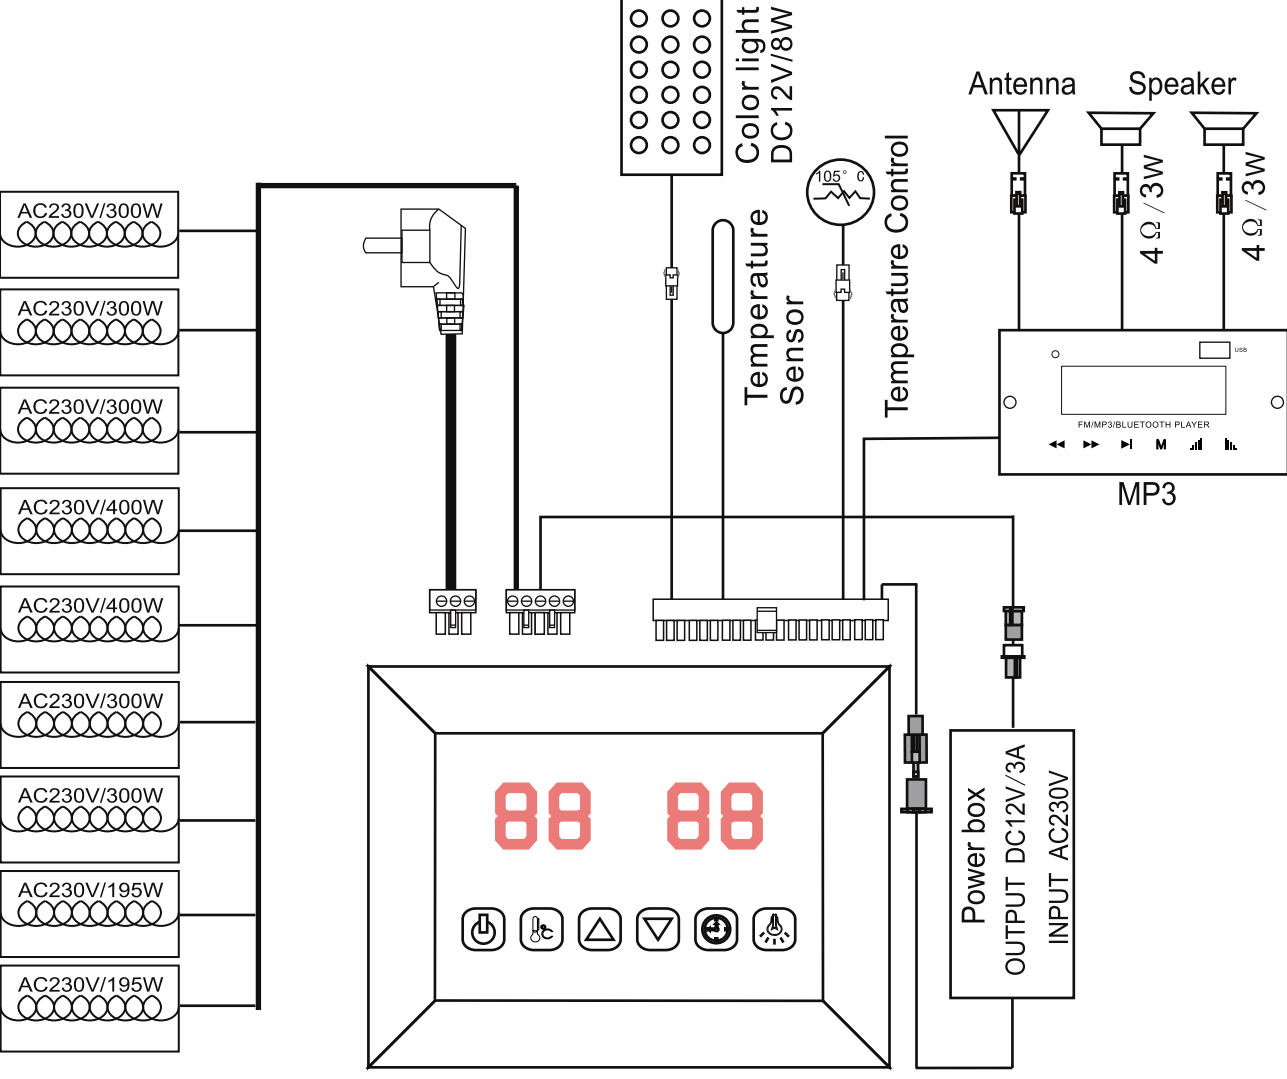 AC230V/300W
AC230V/300W
AC230V/300W
AC230V/400W
AC230V/400W
AC230V/300W
AC230V/300W
AC230V/195W
AC230V/195W
Color light
DC12V/8W
Temperature
Sensor
105° C
Temperature Control
Antenna
Speaker
4 Ω/3W
4 Ω/3W
USB
FM/MP3/BLUETOOTH PLAYER
M
MP3
88 88
°C
Power box
OUTPUT DC12V/3A
INPUT AC230V